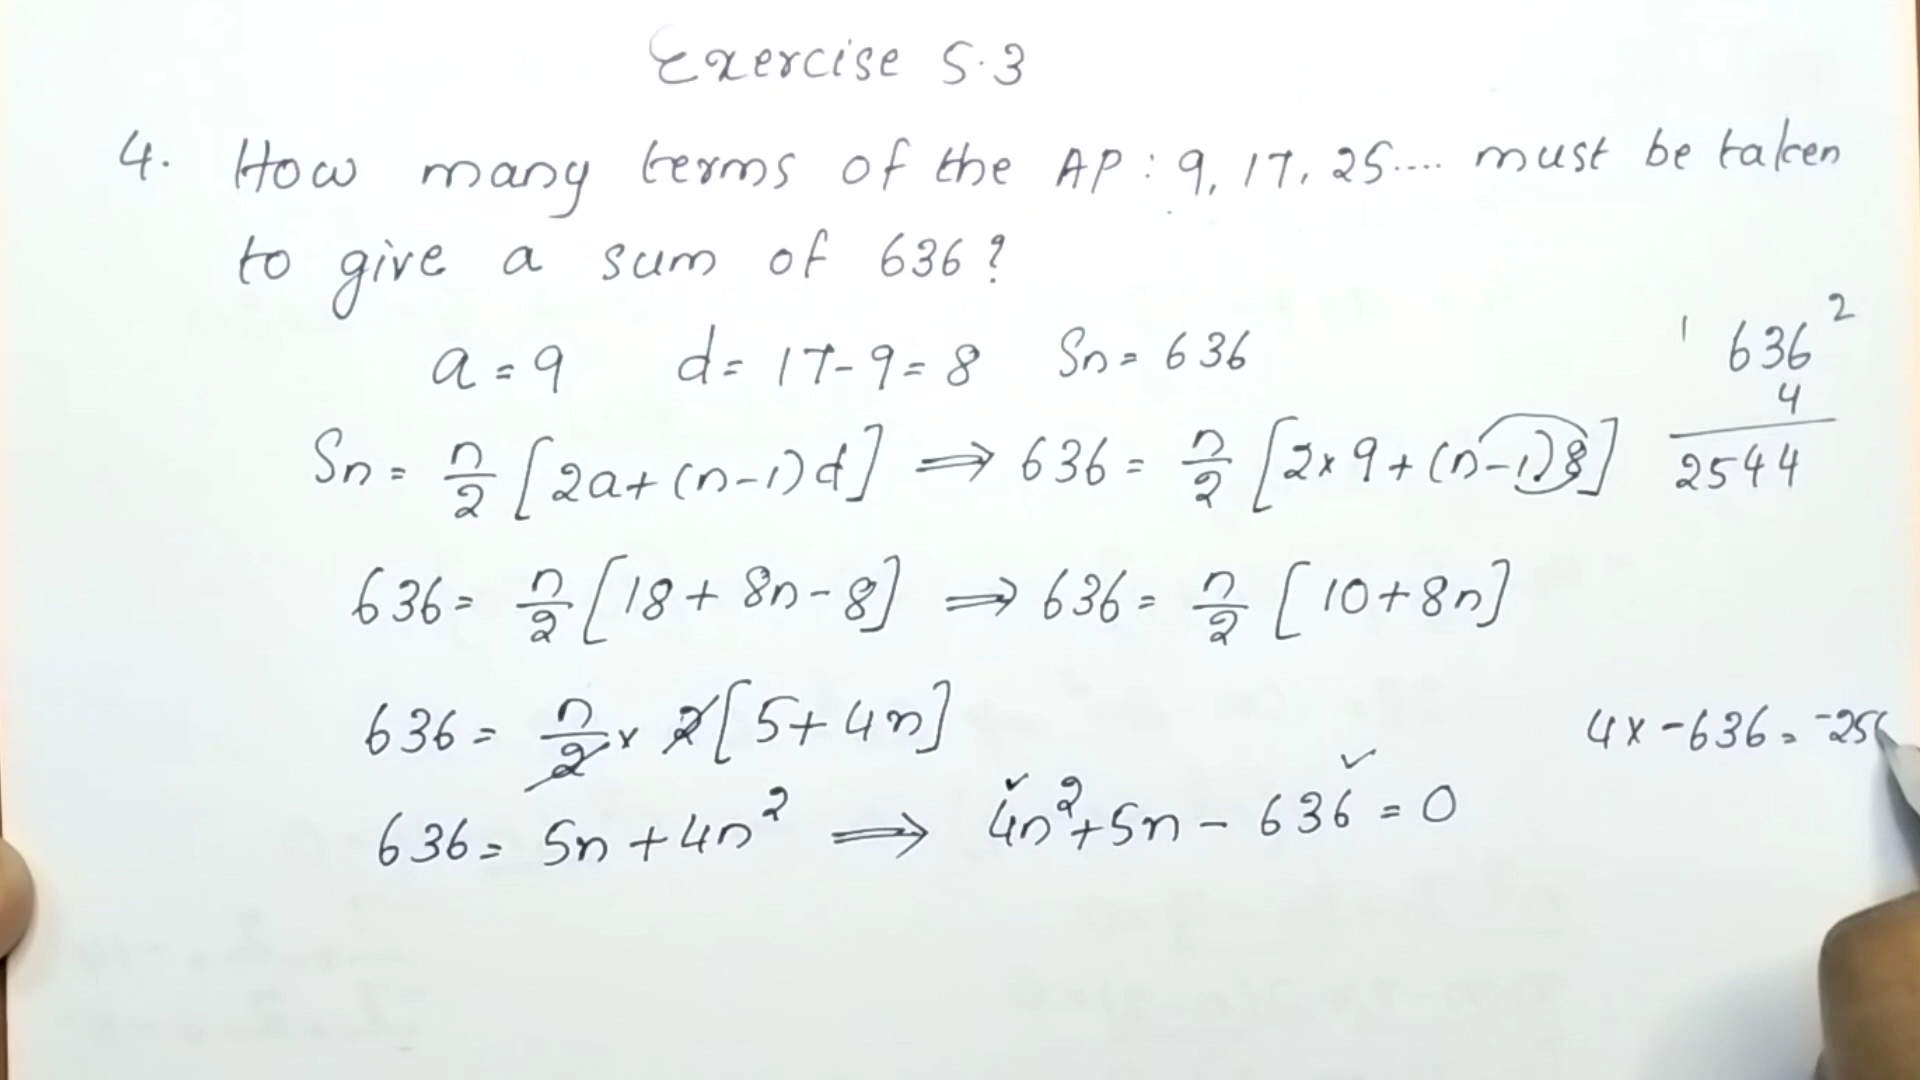 Exercise 5.3
4. How many terms of the AP : 9, 17, 25.... must be taken
to give a sum of 636 ?
a = 9 d = 17-9 = 8 Sn = 636
1 636 2
4
2544
Sn = n/2 [2a+(n-1)d] ⟹ 636 = n/2 [2×9+(n-1)8]
636 = n/2 [18+ 8n-8] ⟹ 636 = n/2 [10+8n]
636 = n/2 × 2[5+4n]
4× -636 = -25
636 = 5n+4n² ⟹ 4n²+5n - 636 = 0